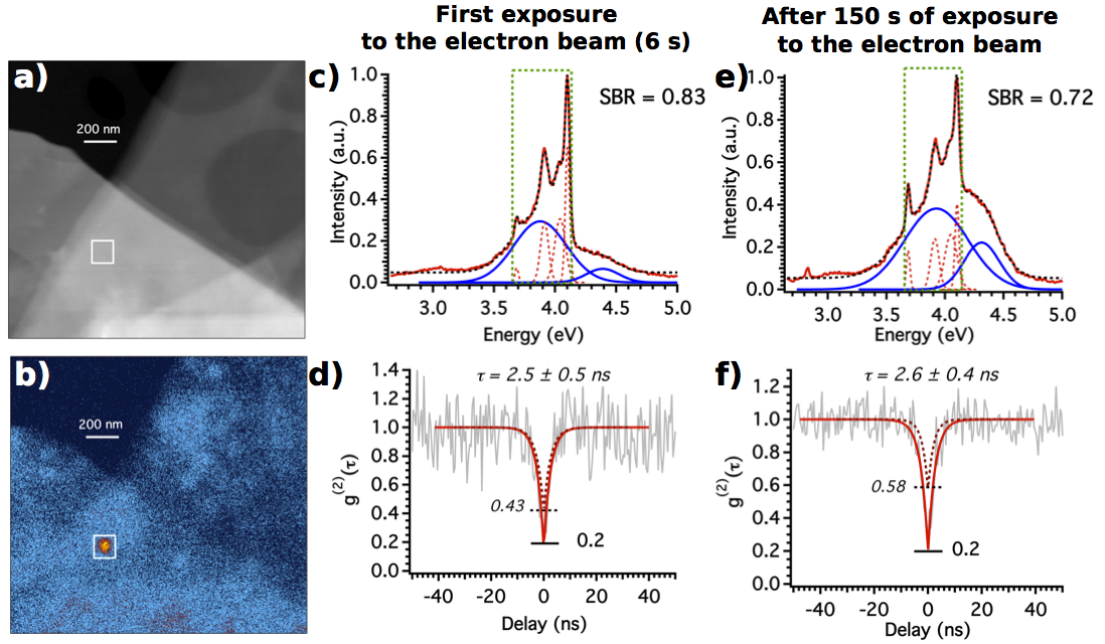 First exposure
to the electron beam (6 s)
After 150 s of exposure
to the electron beam
a)
200 nm
b)
200 nm
c)
SBR = 0.83
1.0
0.8
0.6
0.4
0.2
0.0
Intensity (a.u.)
3.0 3.5 4.0 4.5 5.0
Energy (eV)
e)
SBR = 0.72
1.0
0.8
0.6
0.4
0.2
0.0
Intensity (a.u.)
3.0 3.5 4.0 4.5 5.0
Energy (eV)
d)
τ = 2.5 ± 0.5 ns
1.4
1.2
1.0
0.8
0.6
0.4
0.2
0.0
g(2)(τ)
0.43
0.2
-40 -20 0 20 40
Delay (ns)
f)
τ = 2.6 ± 0.4 ns
1.2
1.0
0.8
0.6
0.4
0.2
0.0
g(2)(τ)
0.58
0.2
-40 -20 0 20 40
Delay (ns)